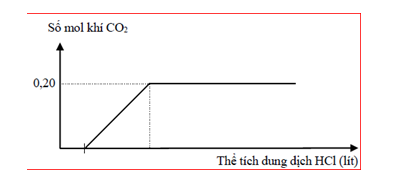 Số mol khí CO₂
0,20
Thể tích dung dịch HCl (lít)